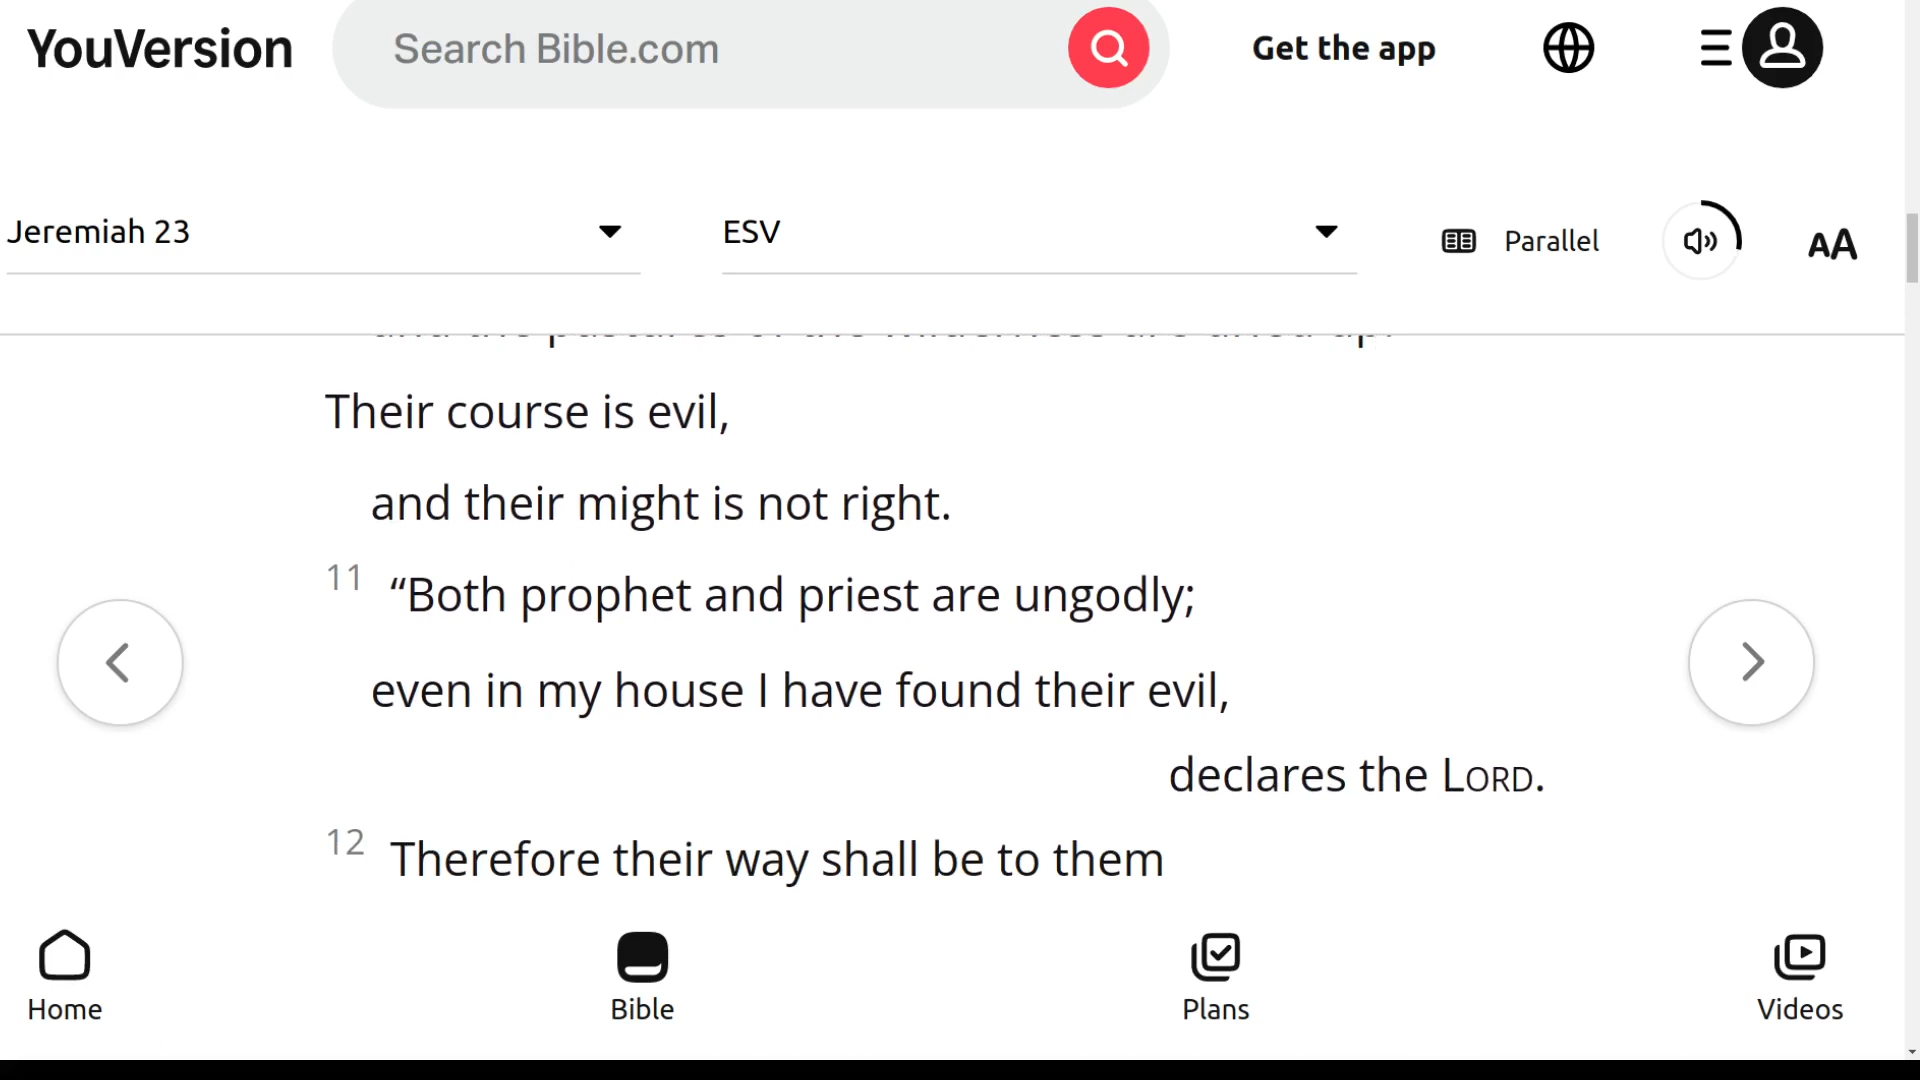 YouVersion
Search Bible.com
Get the app
Jeremiah 23
ESV
Parallel
AA
Their course is evil,
and their might is not right.
11 “Both prophet and priest are ungodly;
even in my house I have found their evil,
declares the LORD.
12 Therefore their way shall be to them
Home
Bible
Plans
Videos